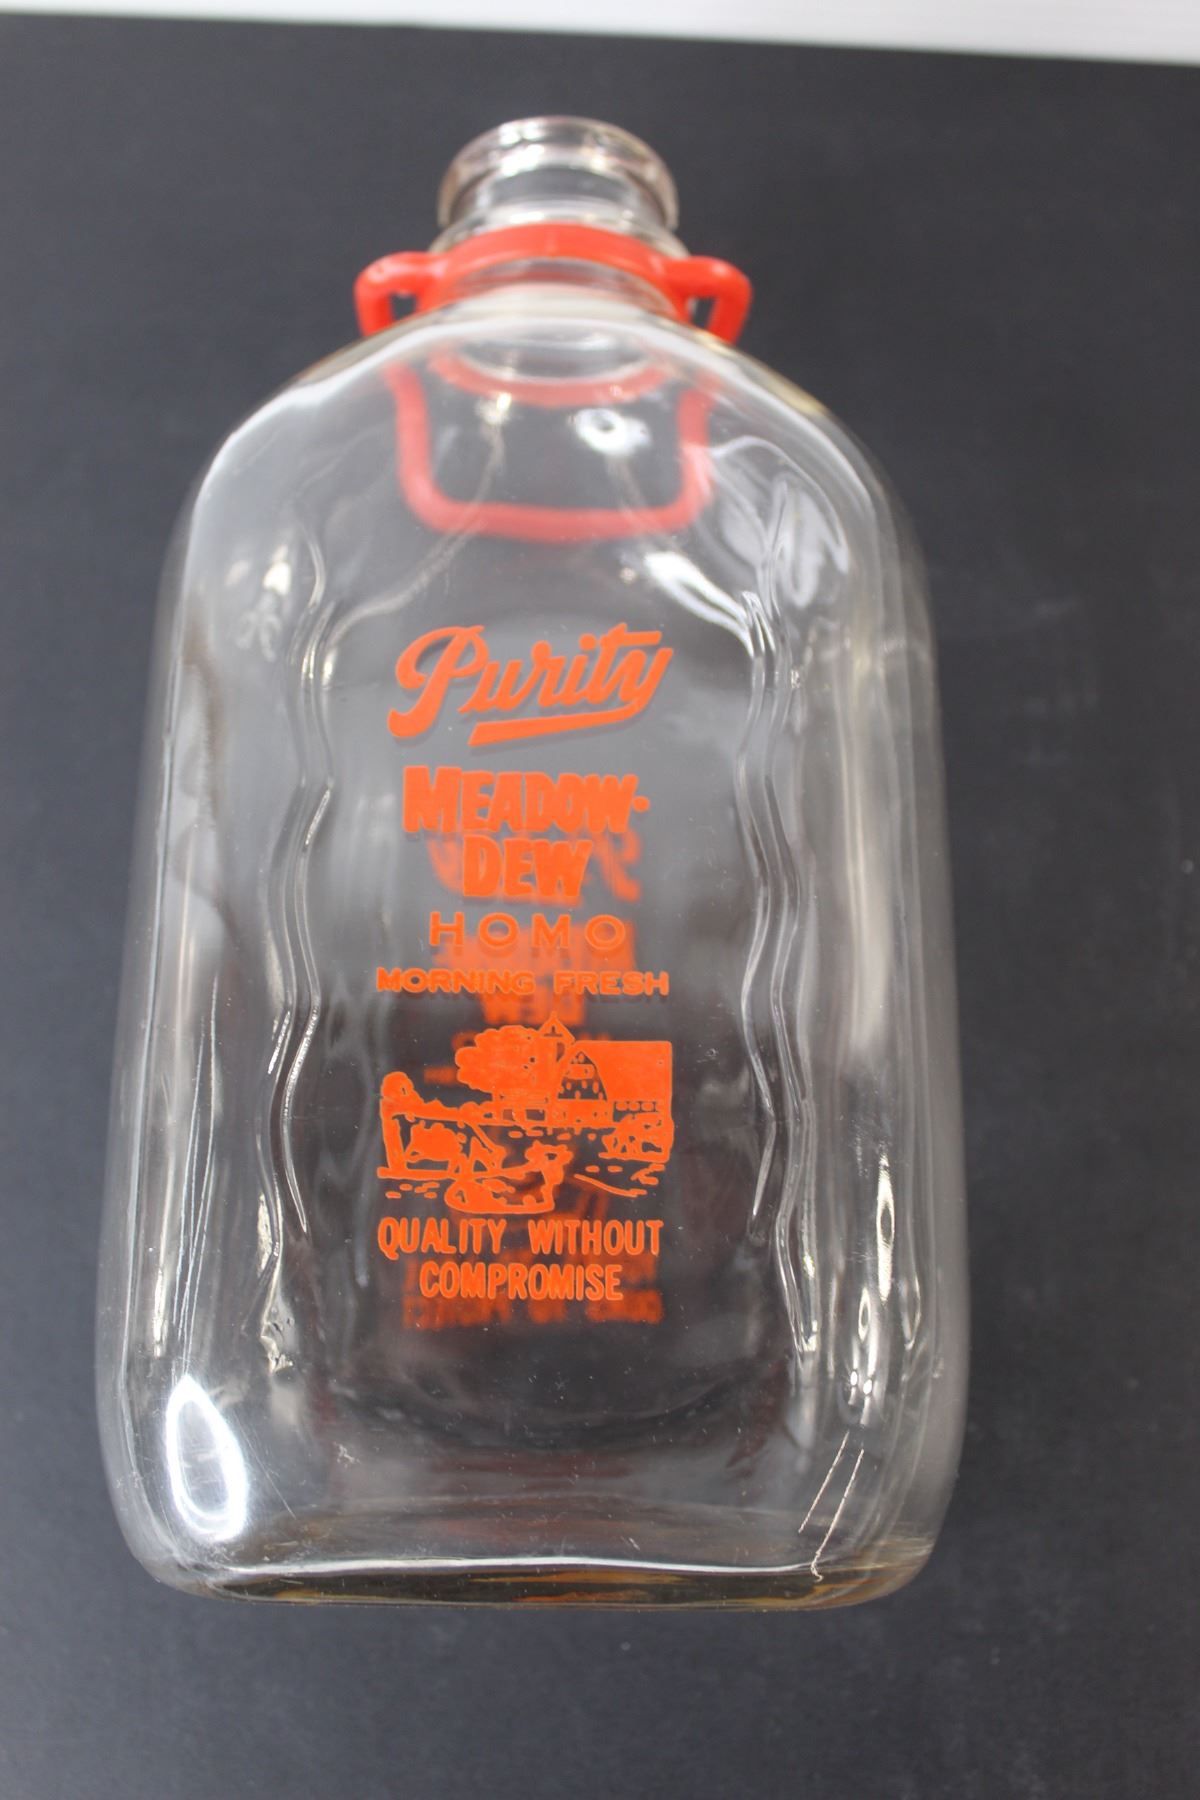 Purity
MEADOW-
DEW
HOMO
MORNING FRESH
QUALITY WITHOUT
COMPROMISE